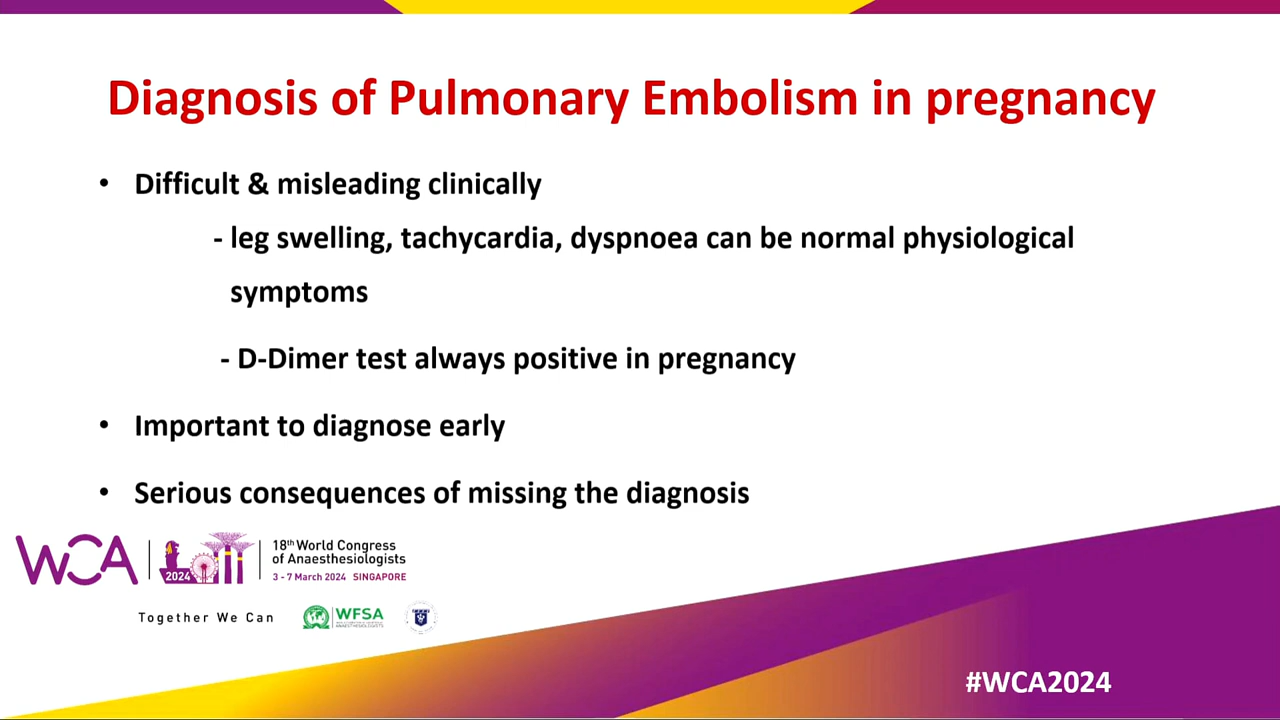 Diagnosis of Pulmonary Embolism in pregnancy
• Difficult & misleading clinically
- leg swelling, tachycardia, dyspnoea can be normal physiological
symptoms
- D-Dimer test always positive in pregnancy
• Important to diagnose early
• Serious consequences of missing the diagnosis
WCA
2024
18th World Congress
of Anaesthesiologists
3 - 7 March 2024 SINGAPORE
Together We Can
WFSA
#WCA2024